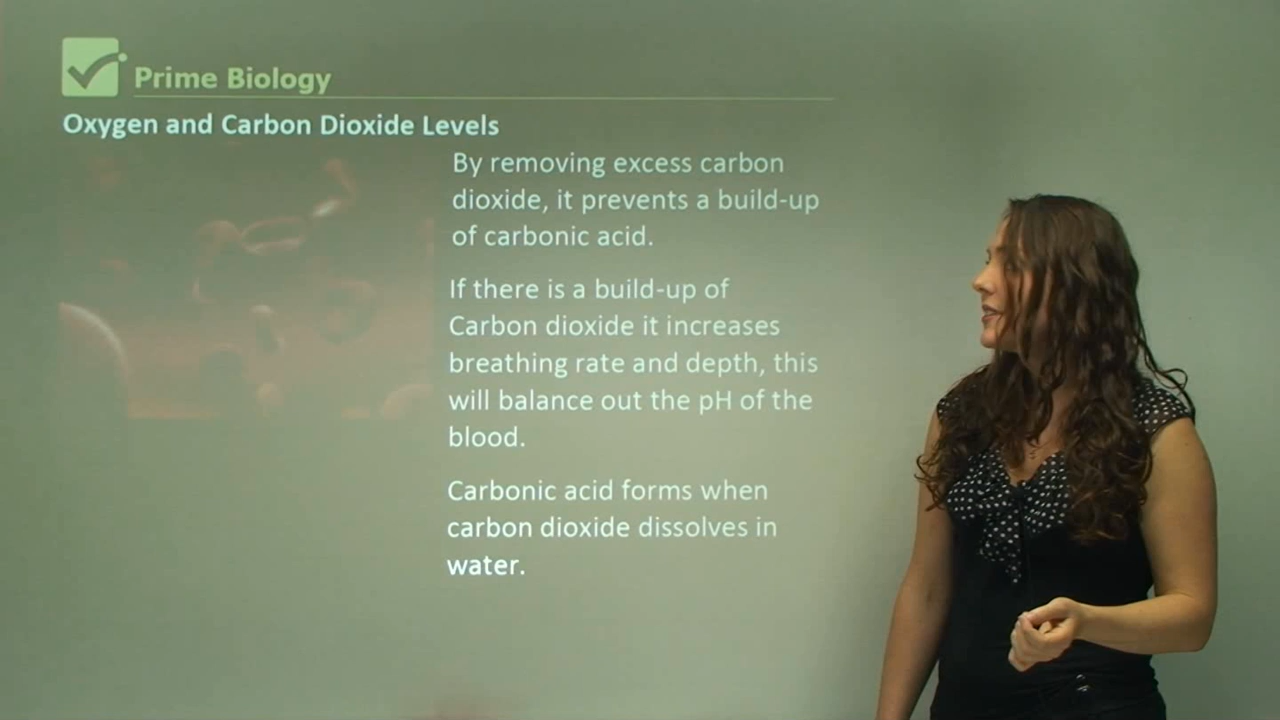 Prime Biology
Oxygen and Carbon Dioxide Levels
By removing excess carbon
dioxide, it prevents a build-up
of carbonic acid.
If there is a build-up of
Carbon dioxide it increases
breathing rate and depth, this
will balance out the pH of the
blood.
Carbonic acid forms when
carbon dioxide dissolves in
water.